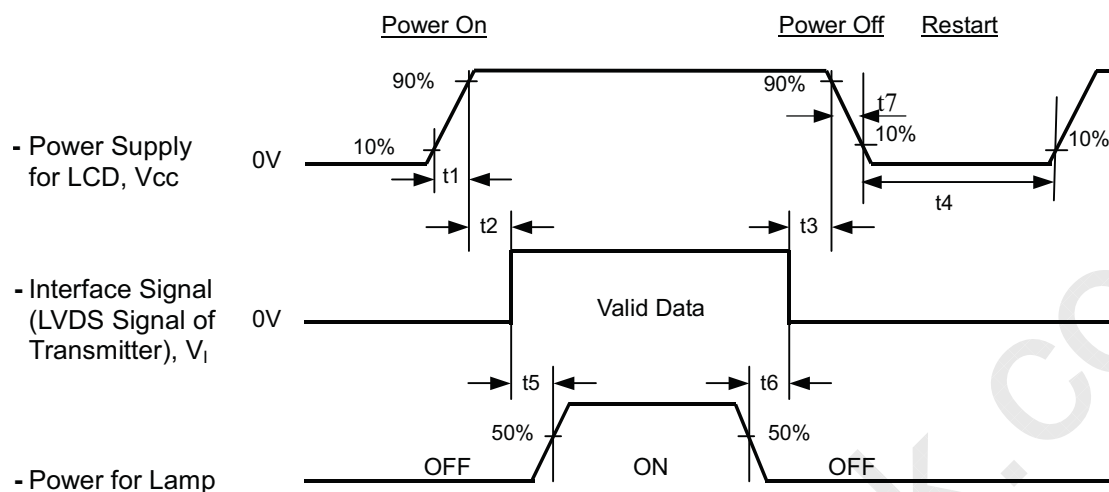 Power On Power Off Restart
90% 90% t7
- Power Supply for LCD, Vcc
0V 10% 10% 10%
t1 t4
t2 t3
- Interface Signal (LVDS Signal of Transmitter), VI
0V Valid Data
t5 t6
50% 50%
- Power for Lamp
OFF ON OFF